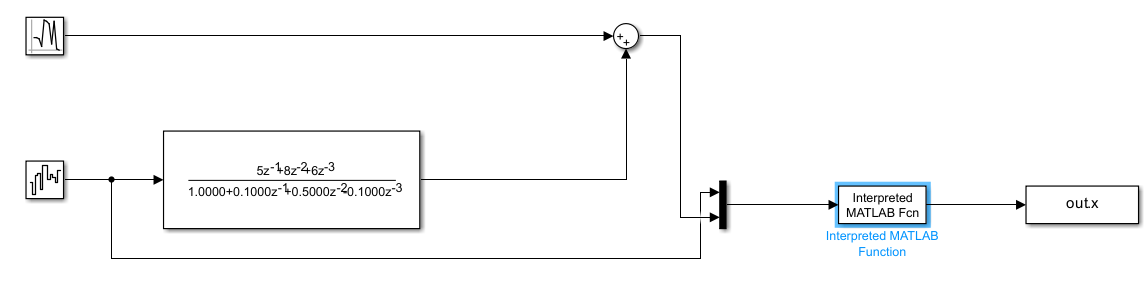 ++
5z-1+8z-2+6z-3
1.0000+0.1000z-1+0.5000z-2-0.1000z-3
Interpreted
MATLAB Fcn
Interpreted MATLAB
Function
out.x